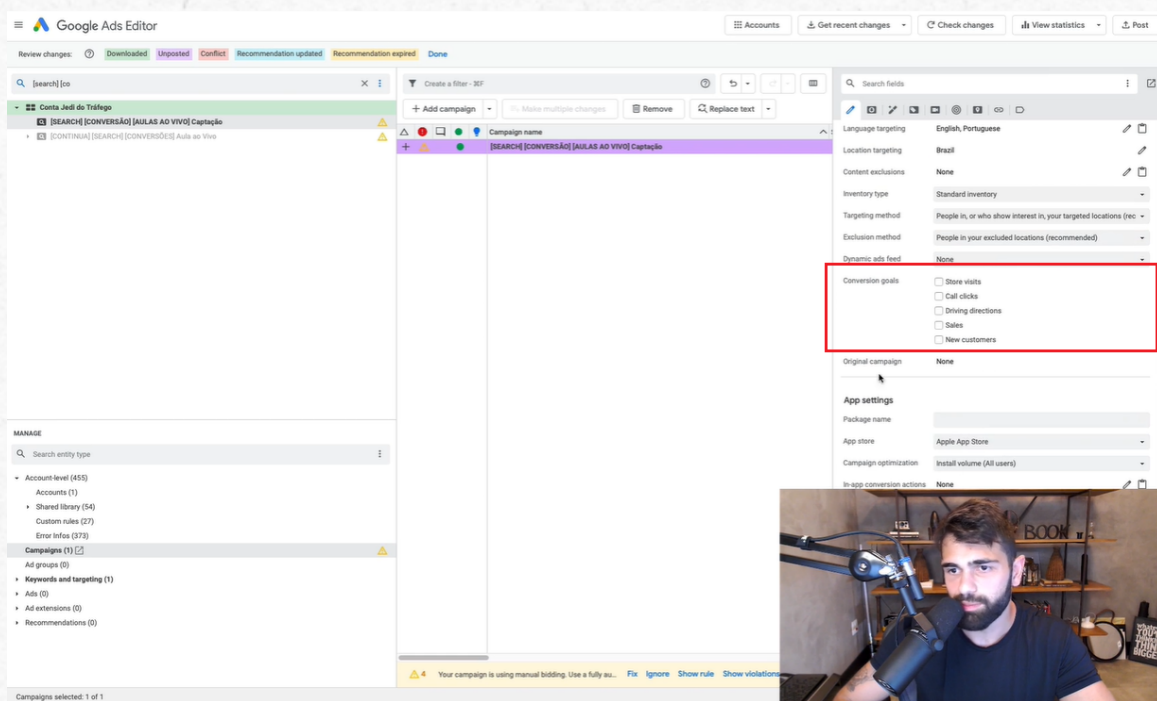 Google Ads Editor
Accounts
Get recent changes
Check changes
View statistics
Post
Review changes:
Downloaded
Unposted
Conflict
Recommendation updated
Recommendation expired
Done
[search] [co
Conta Jedi do Tráfego
[SEARCH] [CONVERSÃO] [AULAS AO VIVO] Captação
[CONTINUA] [SEARCH] [CONVERSÕES] Aula ao Vivo
Create a filter - ⌘F
+ Add campaign
Make multiple changes
Remove
Replace text
Campaign name
[SEARCH] [CONVERSÃO] [AULAS AO VIVO] Captação
Search fields
Language targeting English, Portuguese
Location targeting Brazil
Content exclusions None
Inventory type Standard inventory
Targeting method People in, or who show interest in, your targeted locations (rec
Exclusion method People in your excluded locations (recommended)
Dynamic ads feed None
Conversion goals Store visits
Call clicks
Driving directions
Sales
New customers
Original campaign None
App settings
Package name
App store Apple App Store
Campaign optimization Install volume (All users)
In-app conversion actions None
MANAGE
Search entity type
Account-level (455)
Accounts (1)
Shared library (54)
Custom rules (27)
Error Infos (373)
Campaigns (1)
Ad groups (0)
Keywords and targeting (1)
Ads (0)
Ad extensions (0)
Recommendations (0)
4 Your campaign is using manual bidding. Use a fully au... Fix Ignore Show rule Show violations
Campaigns selected: 1 of 1
BOOK
YOU
THINK
BIGGER